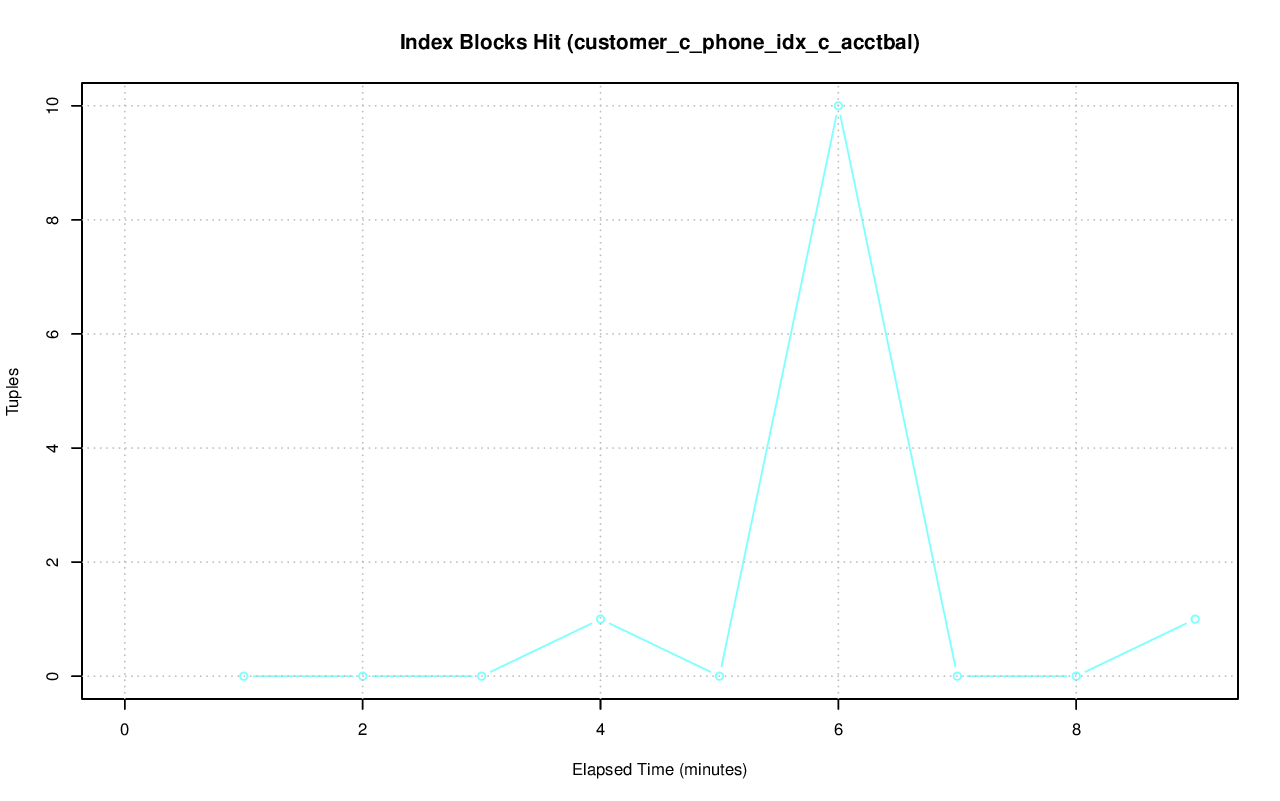 Index Blocks Hit (customer_c_phone_idx_c_acctbal)
10
8
6
4
2
0
Tuples
0 2 4 6 8
Elapsed Time (minutes)